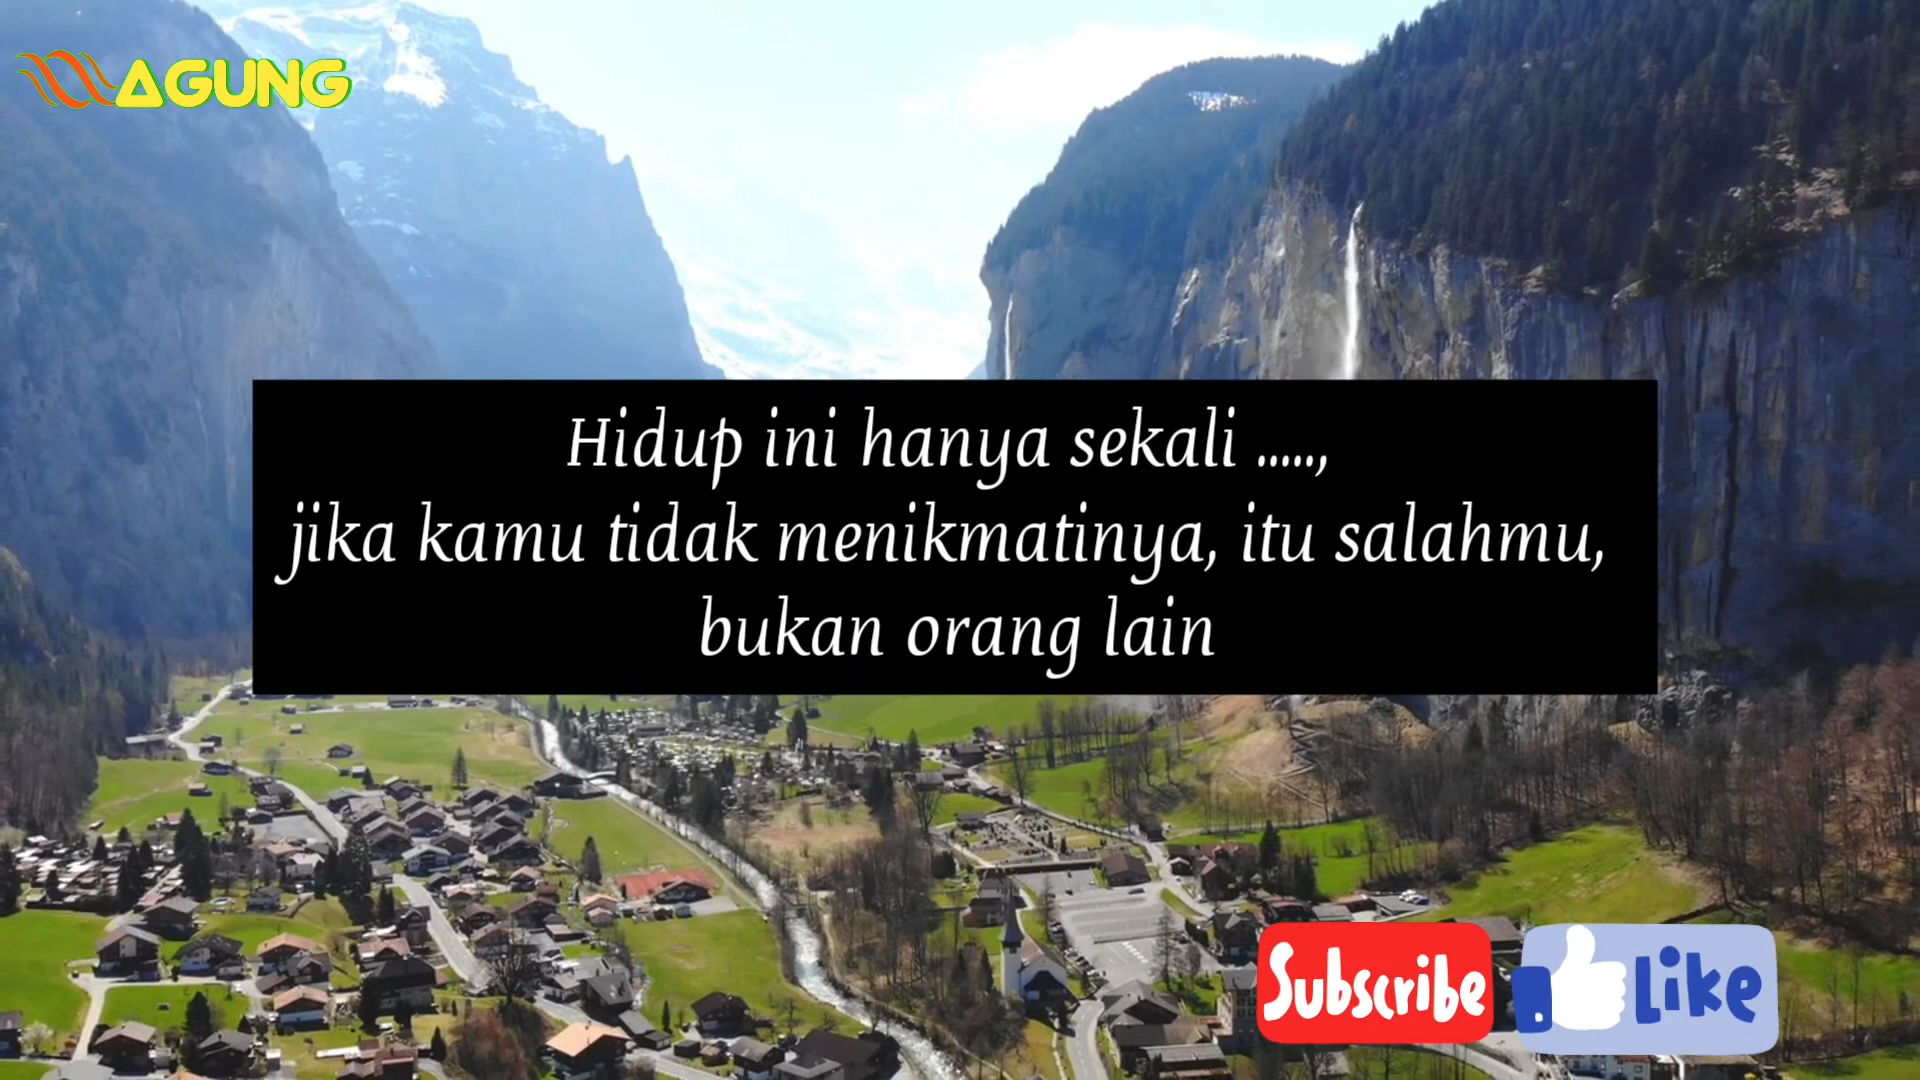 AGUNG
Hidup ini hanya sekali .....,
jika kamu tidak menikmatinya, itu salahmu,
bukan orang lain
Subscribe
Like